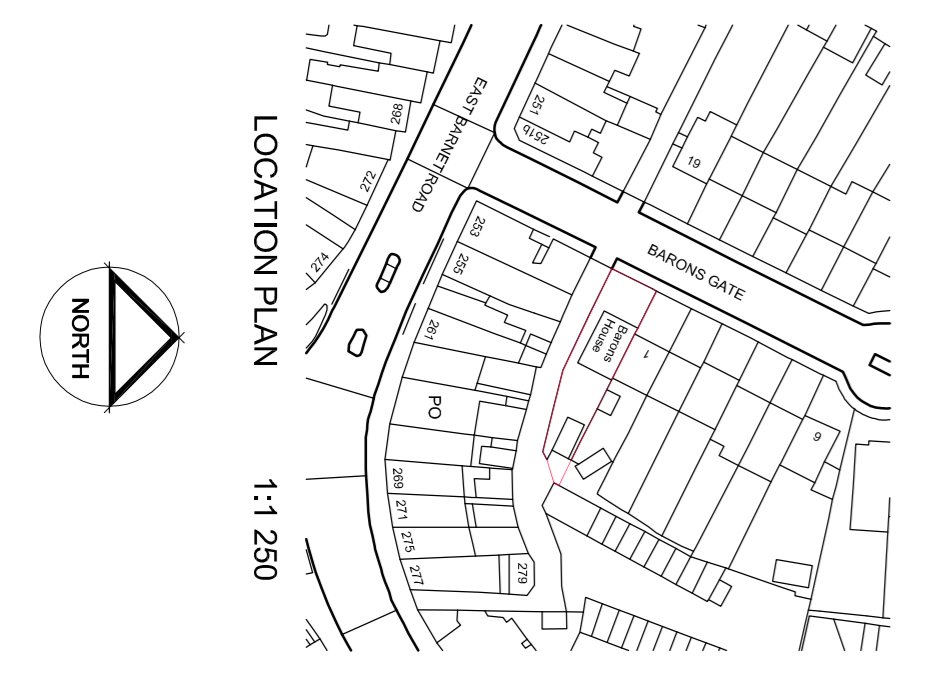 LOCATION PLAN
1:1 250
NORTH
EAST BARNET ROAD
BARONS GATE
268
272
274
251
251b
19
253
255
261
PO
269
271
275
277
279
Barons
House
1
9